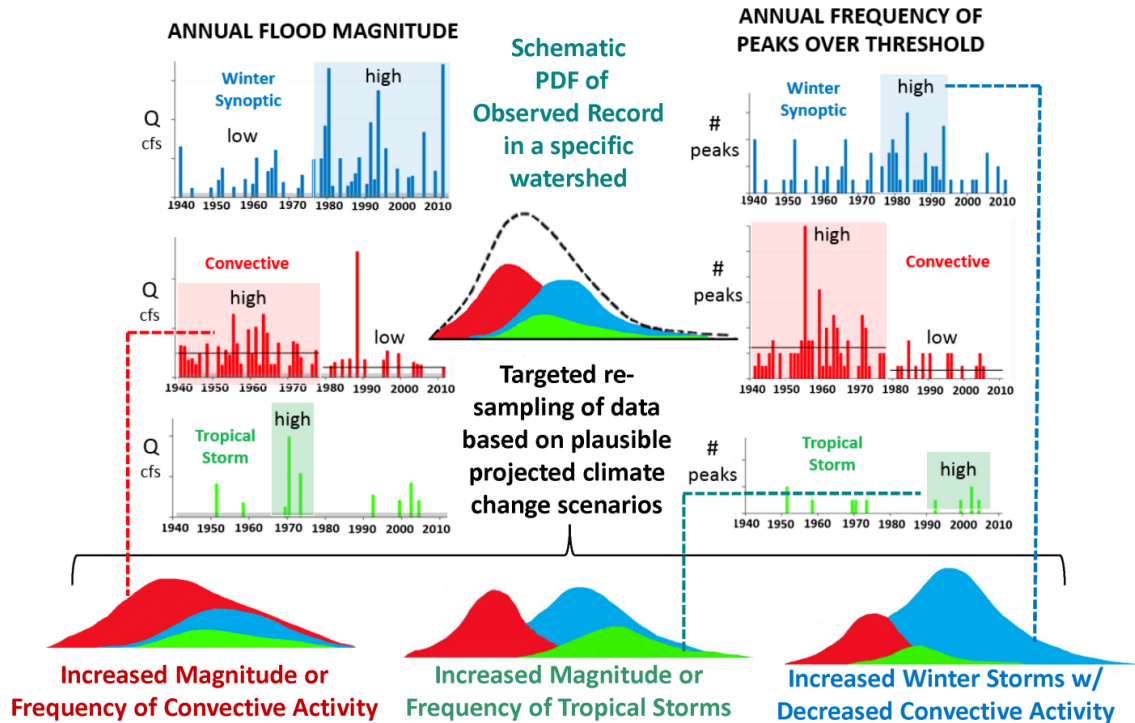 ANNUAL FLOOD MAGNITUDE
Winter
Synoptic
high
low
Q
cfs
1940 1950 1960 1970 1980 1990 2000 2010
Convective
high
low
Q
cfs
1940 1950 1960 1970 1980 1990 2000 2010
Tropical
Storm
high
Q
cfs
1940 1950 1960 1970 1980 1990 2000 2010
Schematic
PDF of
Observed Record
in a specific
watershed
Targeted re-
sampling of data
based on plausible
projected climate
change scenarios
ANNUAL FREQUENCY OF
PEAKS OVER THRESHOLD
Winter
Synoptic
high
#
peaks
1940 1950 1960 1970 1980 1990 2000 2010
high
Convective
low
#
peaks
1940 1950 1960 1970 1980 1990 2000 2010
Tropical
Storm
high
#
peaks
1940 1950 1960 1970 1980 1990 2000 2010
Increased Magnitude or
Frequency of Convective Activity
Increased Magnitude or
Frequency of Tropical Storms
Increased Winter Storms w/
Decreased Convective Activity